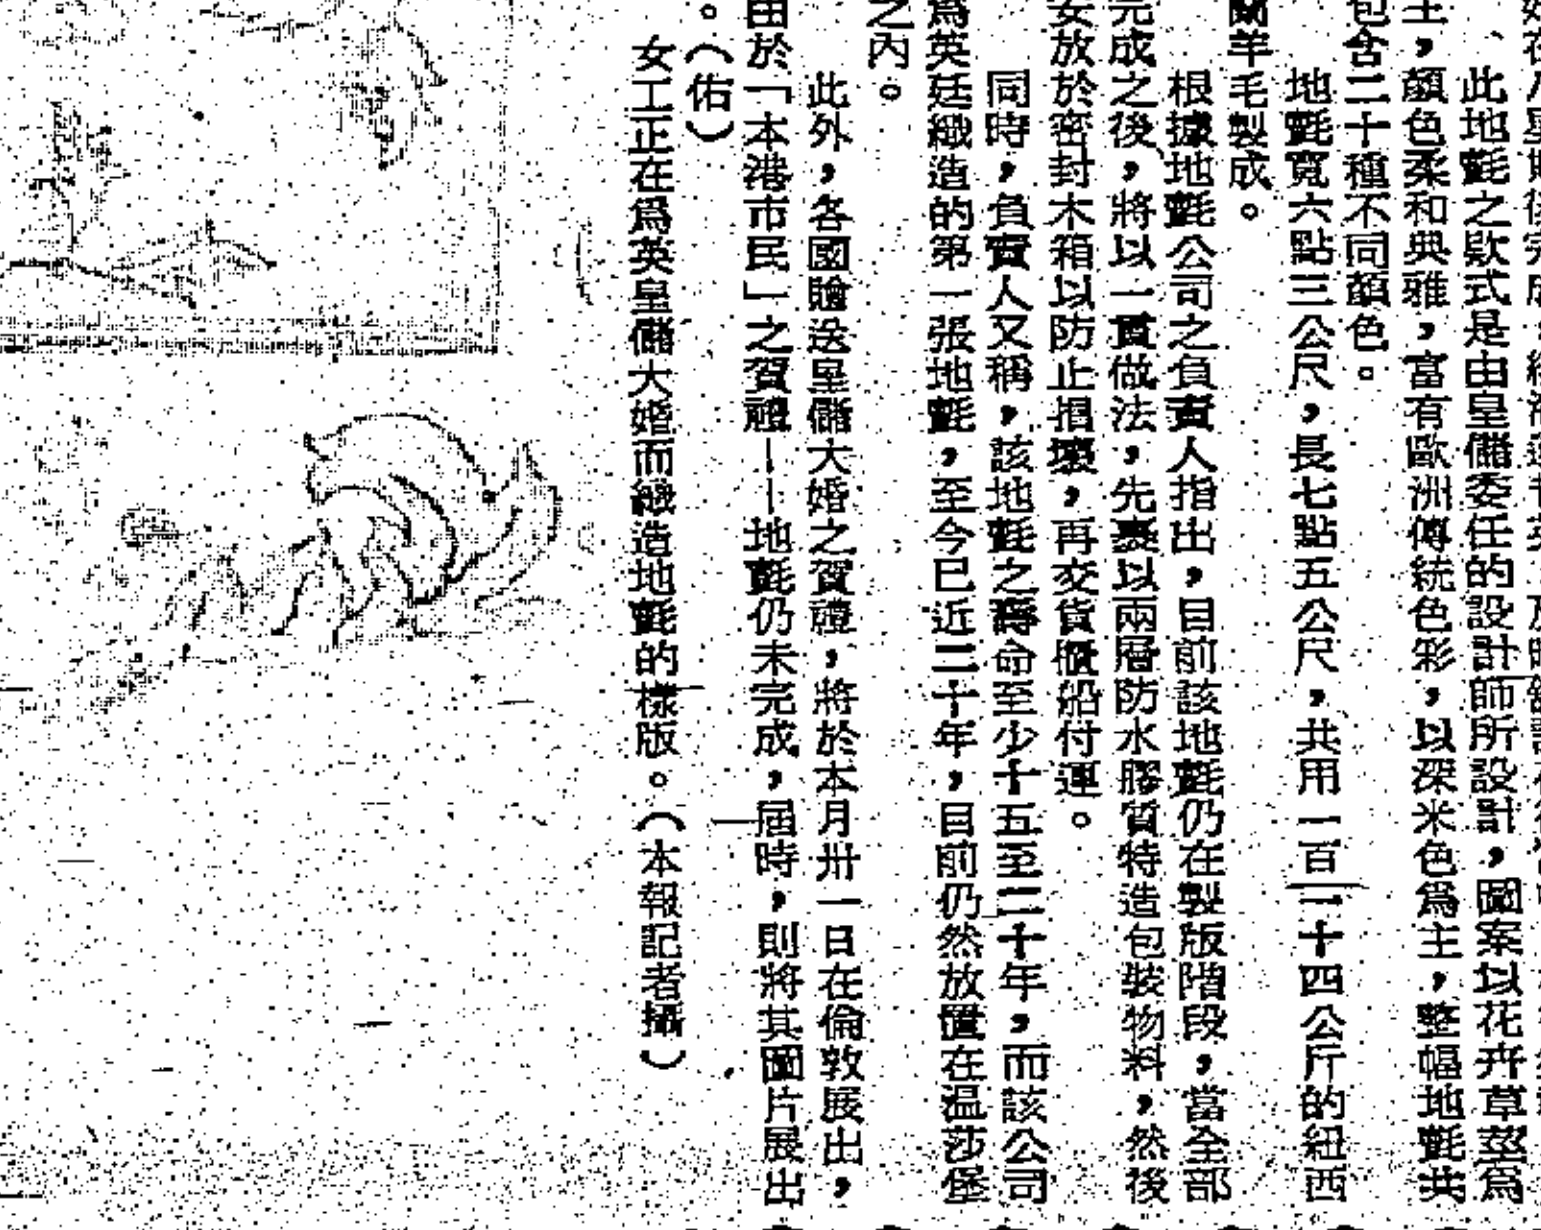 此地氈之欵式是由皇儲委任的設計師所設計，圖案以花卉草莖爲
主，顏色柔和典雅，富有歐洲傳統色彩，以深米色爲主，整幅地氈共
包含二十種不同顏色。
地氈寬六點三公尺，長七點五公尺，共用一百二十四公斤的紐西
蘭羊毛製成。
根據地氈公司之負責人指出，目前該地氈仍在製版階段，當全部
完成之後，將以一貫做法，先裹以兩層防水膠質特造包裝物料，然後
安放於密封木箱以防止損壞，再交貨櫃船付運。
同時，負責人又稱，該地氈之壽命至少十五至二十年，而該公司
爲英廷織造的第一張地氈，至今已近二十年，目前仍然放置在温莎堡
之內。
此外，各國贈送皇儲大婚之賀禮，將於本月卅一日在倫敦展出，
由於「本港市民」之賀禮——地氈仍未完成，屆時，則將其圖片展出
。（佑）
女工正在爲英皇儲大婚而織造地氈的樣版。（本報記者攝）